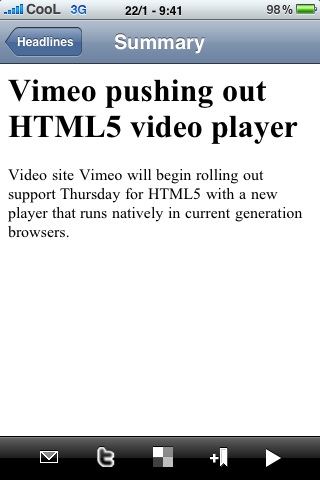 CooL 3G 22/1 - 9:41 98%
Headlines Summary
Vimeo pushing out
HTML5 video player
Video site Vimeo will begin rolling out
support Thursday for HTML5 with a new
player that runs natively in current generation
browsers.